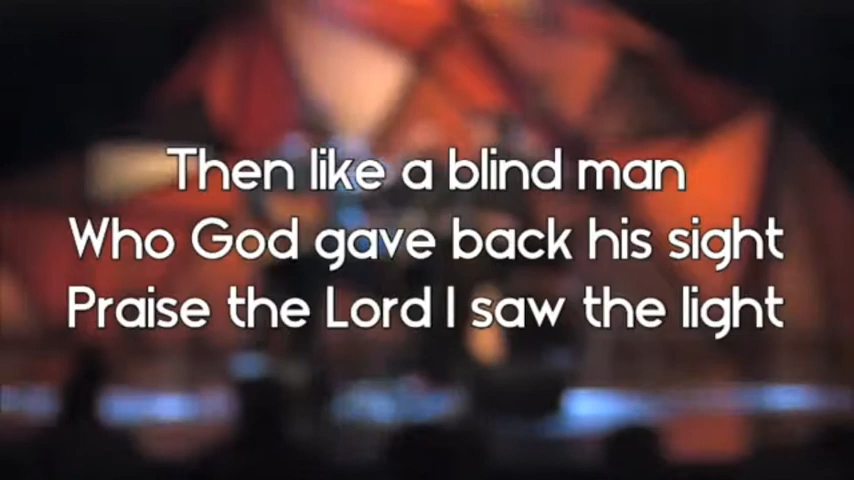 Then like a blind man
Who God gave back his sight
Praise the Lord I saw the light